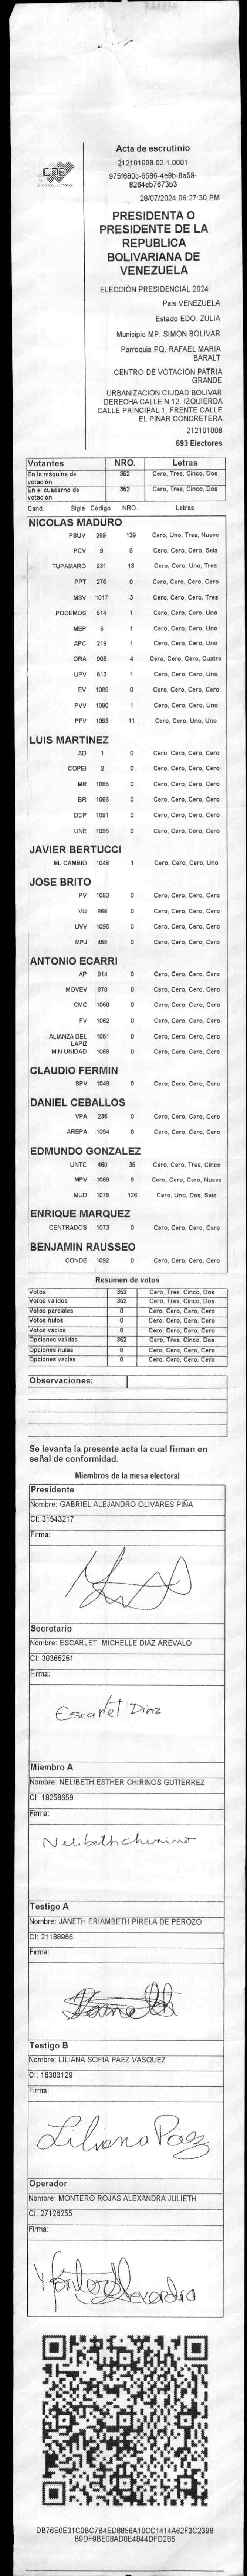 CNE
Acta de escrutinio
212101008.02.1.0001
975f680c-6586-4e9b-8a59-
8264eb7673b3
28/07/2024 06:27:30 PM
PRESIDENTA O
PRESIDENTE DE LA
REPUBLICA
BOLIVARIANA DE
VENEZUELA
ELECCIÓN PRESIDENCIAL 2024
Pais VENEZUELA
Estado EDO. ZULIA
Municipio MP. SIMON BOLIVAR
Parroquia PQ. RAFAEL MARIA
BARALT
CENTRO DE VOTACION PATRIA
GRANDE
URBANIZACION CIUDAD BOLIVAR
DERECHA CALLE N 12. IZQUIERDA
CALLE PRINCIPAL 1. FRENTE CALLE
EL PINAR CONCRETERA
212101008
693 Electores
Votantes NRO. Letras
En la máquina de votación 352 Cero, Tres, Cinco, Dos
En el cuaderno de votación 352 Cero, Tres, Cinco, Dos
Cand. Sigla Código NRO. Letras
NICOLAS MADURO
PSUV 269 139 Cero, Uno, Tres, Nueve
PCV 9 6 Cero, Cero, Cero, Seis
TUPAMARO 931 13 Cero, Cero, Uno, Tres
PPT 276 0 Cero, Cero, Cero, Cero
MSV 1017 3 Cero, Cero, Cero, Tres
PODEMOS 514 1 Cero, Cero, Cero, Uno
MEP 6 1 Cero, Cero, Cero, Uno
APC 219 1 Cero, Cero, Cero, Uno
ORA 906 4 Cero, Cero, Cero, Cuatro
UPV 513 1 Cero, Cero, Cero, Uno
EV 1089 0 Cero, Cero, Cero, Cero
PVV 1090 1 Cero, Cero, Cero, Uno
PFV 1093 11 Cero, Cero, Uno, Uno
LUIS MARTINEZ
AD 1 0 Cero, Cero, Cero, Cero
COPEI 2 0 Cero, Cero, Cero, Cero
MR 1065 0 Cero, Cero, Cero, Cero
BR 1066 0 Cero, Cero, Cero, Cero
DDP 1091 0 Cero, Cero, Cero, Cero
UNE 1095 0 Cero, Cero, Cero, Cero
JAVIER BERTUCCI
EL CAMBIO 1048 1 Cero, Cero, Cero, Uno
JOSE BRITO
PV 1053 0 Cero, Cero, Cero, Cero
VU 868 0 Cero, Cero, Cero, Cero
UVV 1096 0 Cero, Cero, Cero, Cero
MPJ 458 0 Cero, Cero, Cero, Cero
ANTONIO ECARRI
AP 914 0 Cero, Cero, Cero, Cero
MOVEV 878 0 Cero, Cero, Cero, Cero
CMC 1050 0 Cero, Cero, Cero, Cero
FV 1062 0 Cero, Cero, Cero, Cero
ALIANZA DEL LAPIZ 1051 0 Cero, Cero, Cero, Cero
MIN UNIDAD 1068 0 Cero, Cero, Cero, Cero
CLAUDIO FERMIN
SPV 1049 0 Cero, Cero, Cero, Cero
DANIEL CEBALLOS
VPA 236 0 Cero, Cero, Cero, Cero
AREPA 1094 0 Cero, Cero, Cero, Cero
EDMUNDO GONZALEZ
UNTC 460 35 Cero, Cero, Tres, Cinco
MPV 1069 9 Cero, Cero, Cero, Nueve
MUD 1075 126 Cero, Uno, Dos, Seis
ENRIQUE MARQUEZ
CENTRADOS 1073 0 Cero, Cero, Cero, Cero
BENJAMIN RAUSSEO
CONDE 1092 0 Cero, Cero, Cero, Cero
Resumen de votos
Votos 352 Cero, Tres, Cinco, Dos
Votos validos 352 Cero, Tres, Cinco, Dos
Votos parciales 0 Cero, Cero, Cero, Cero
Votos nulos 0 Cero, Cero, Cero, Cero
Votos vacios 0 Cero, Cero, Cero, Cero
Opciones validas 352 Cero, Tres, Cinco, Dos
Opciones nulas 0 Cero, Cero, Cero, Cero
Opciones vacias 0 Cero, Cero, Cero, Cero
Observaciones:
Se levanta la presente acta la cual firman en
señal de conformidad.
Miembros de la mesa electoral
Presidente
Nombre: GABRIEL ALEJANDRO OLIVARES PIÑA
CI: 31543217
Firma:
Secretario
Nombre: ESCARLET MICHELLE DIAZ AREVALO
CI: 30365251
Firma:
Escarlet Diaz
Miembro A
Nombre: NELIBETH ESTHER CHIRINOS GUTIERREZ
CI: 18258659
Firma:
Nelibeth chirinos
Testigo A
Nombre: JANETH ERIAMBETH PIRELA DE PEROZO
CI: 21188966
Firma:
Testigo B
Nombre: LILIANA SOFIA PAEZ VASQUEZ
CI: 16303129
Firma:
Liliana Páez
Operador
Nombre: MONTERO ROJAS ALEXANDRA JULIETH
CI: 27126255
Firma:
Montero Alexandra
DB76E0E31C0BC7B4ED8856A10CC1414A62F3C2398
B9DF9BE08AD0E4844DFD2B5